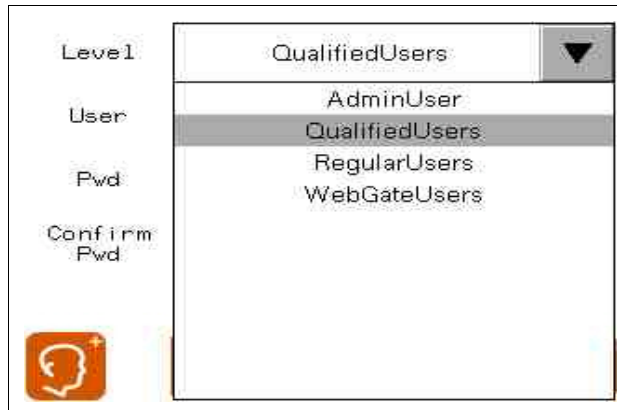 Level
QualifiedUsers
AdminUser
User
QualifiedUsers
RegularUsers
Pwd
WebGateUsers
Confirm
Pwd